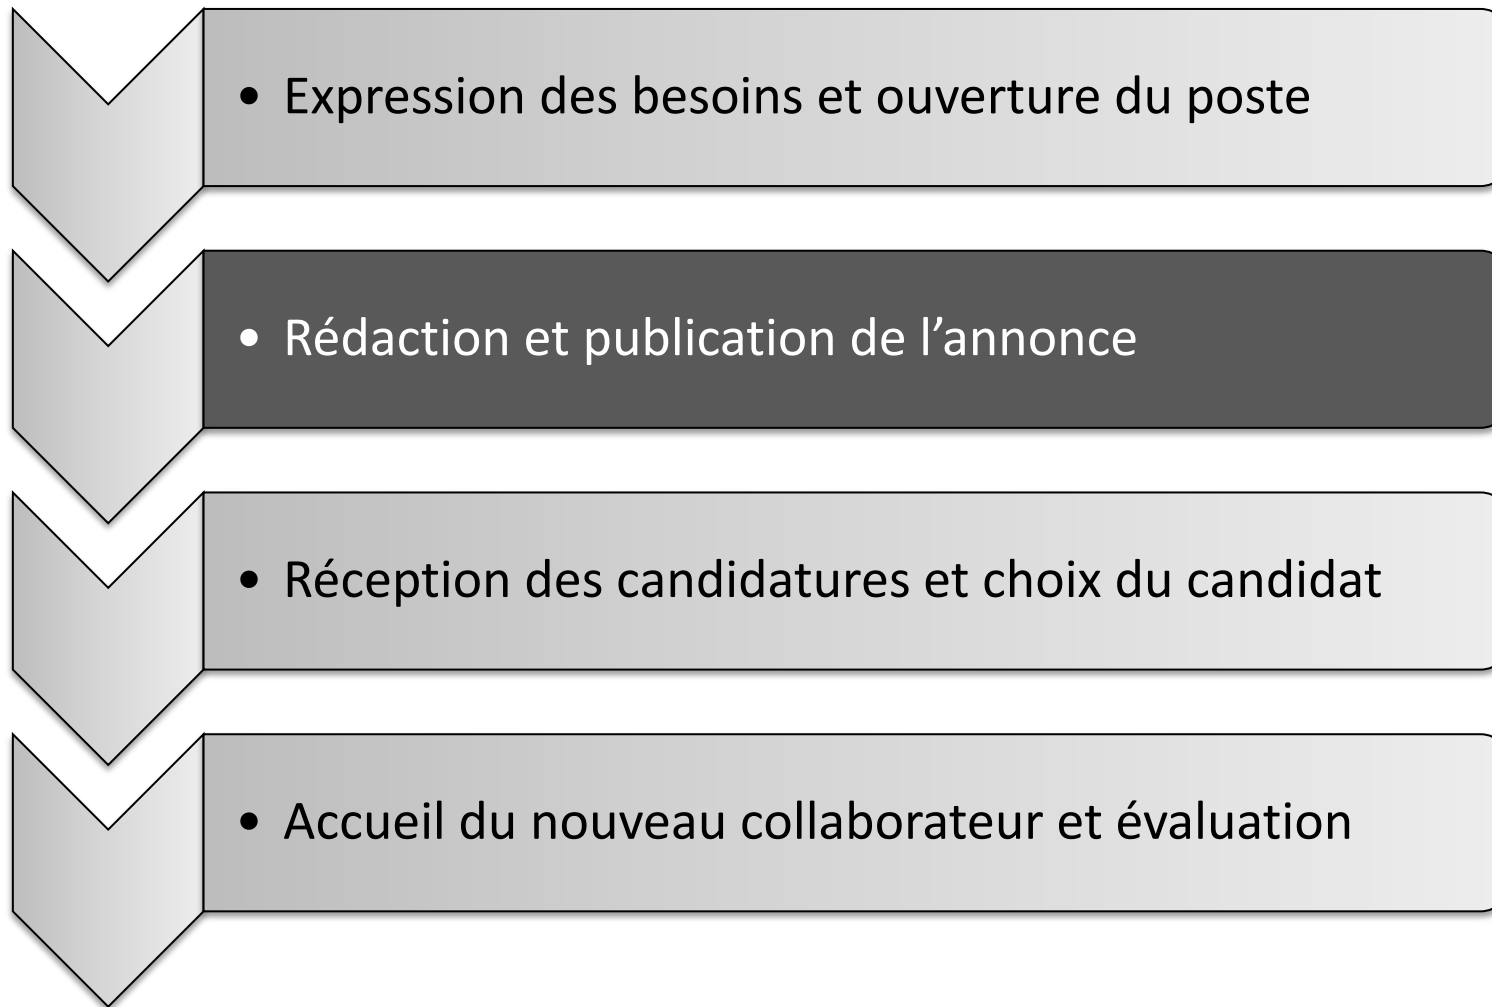 • Expression des besoins et ouverture du poste
• Rédaction et publication de l’annonce
• Réception des candidatures et choix du candidat
• Accueil du nouveau collaborateur et évaluation